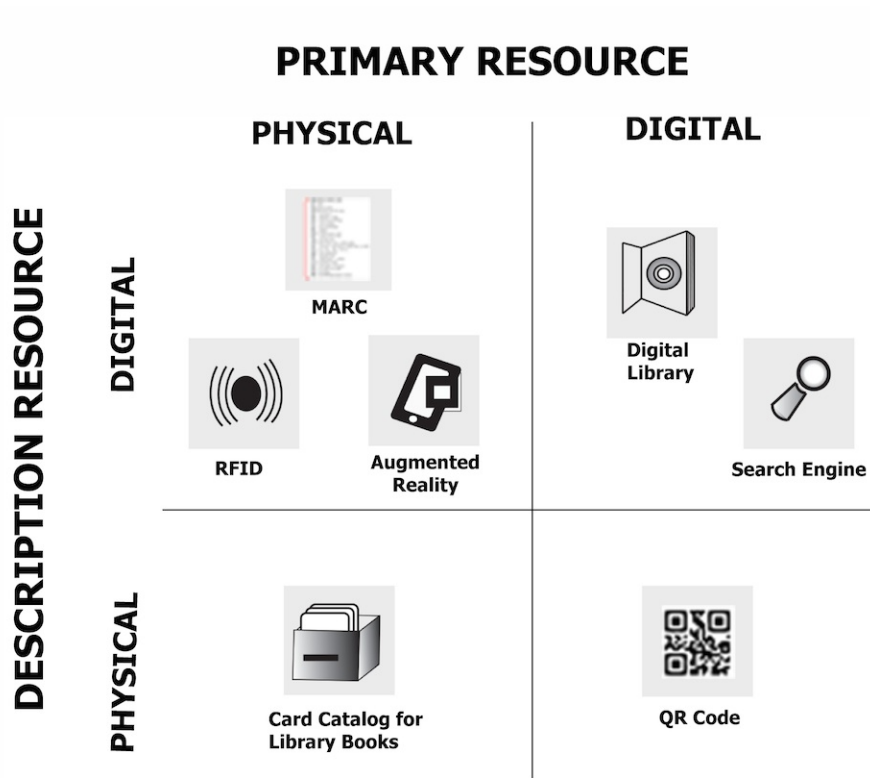 PRIMARY RESOURCE
PHYSICAL
DIGITAL
DESCRIPTION RESOURCE
DIGITAL
MARC
Digital
Library
RFID
Augmented
Reality
Search Engine
PHYSICAL
Card Catalog for
Library Books
QR Code